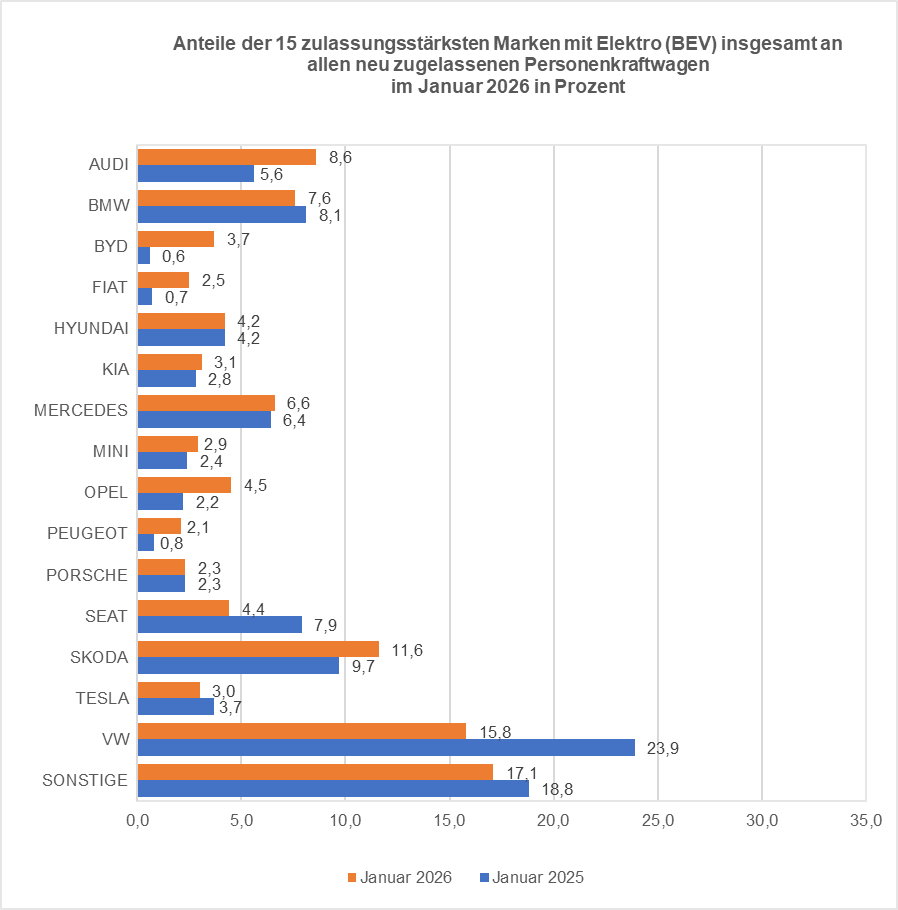 Anteile der 15 zulassungsstärksten Marken mit Elektro (BEV) insgesamt an
allen neu zugelassenen Personenkraftwagen
im Januar 2026 in Prozent
AUDI
8,6
5,6
BMW
7,6
8,1
BYD
3,7
0,6
FIAT
2,5
0,7
HYUNDAI
4,2
4,2
KIA
3,1
2,8
MERCEDES
6,6
6,4
MINI
2,9
2,4
OPEL
4,5
2,2
PEUGEOT
2,1
0,8
PORSCHE
2,3
2,3
SEAT
4,4
7,9
SKODA
11,6
9,7
TESLA
3,0
3,7
VW
15,8
23,9
SONSTIGE
17,1
18,8
0,0 5,0 10,0 15,0 20,0 25,0 30,0 35,0
Januar 2026 Januar 2025